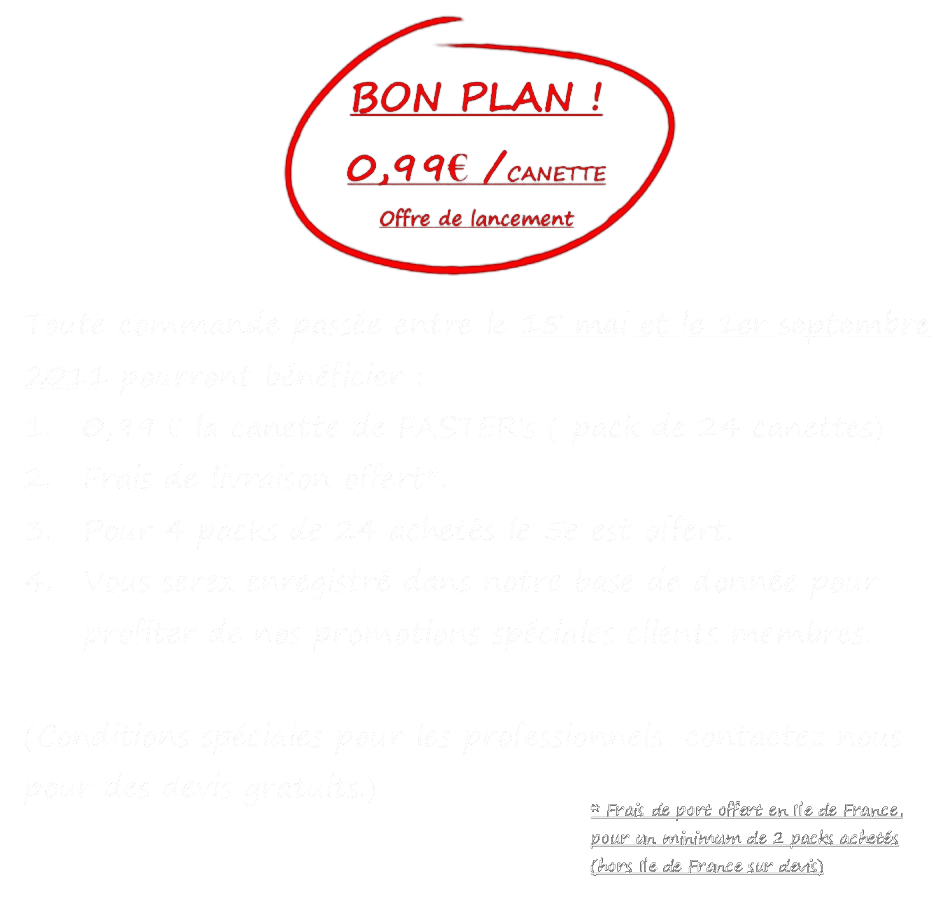 BON PLAN !
0,99€ /CANETTE
Offre de lancement
Toute commande passée entre le 15 mai et le 1er septembre
2011 pourront bénéficier :
1. 0,99 € la canette de FASTER's ( pack de 24 canettes)
2. Frais de livraison offert*.
3. Pour 4 packs de 24 achetés le 5e est offert.
4. Vous serez enregistré dans notre base de donnée pour
profiter de nos promotions spéciales clients membres.
(Conditions spéciales pour les professionnels contactez nous
pour des devis gratuits.)
* Frais de port offert en Ile de France,
pour un minimum de 2 packs achetés
(hors Ile de France sur devis)